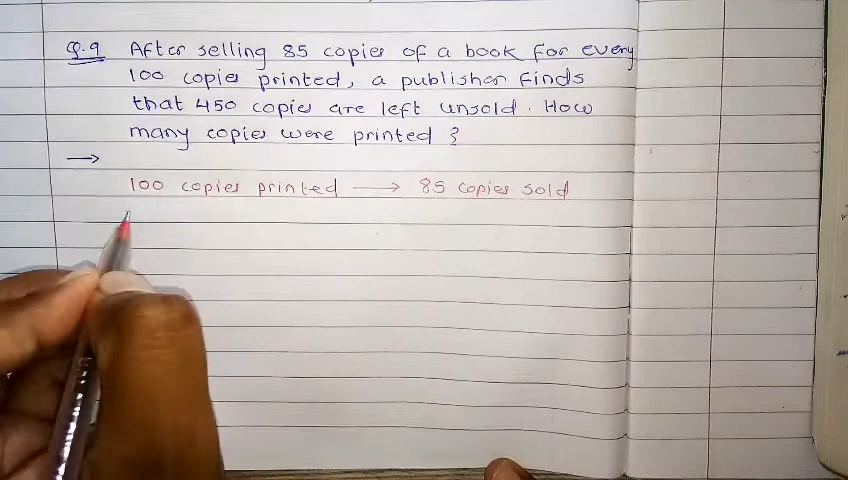 Q.9 After selling 85 copies of a book for every
100 copies printed, a publisher finds
that 450 copies are left unsold. How
many copies were printed ?
→
100 copies printed → 85 copies sold